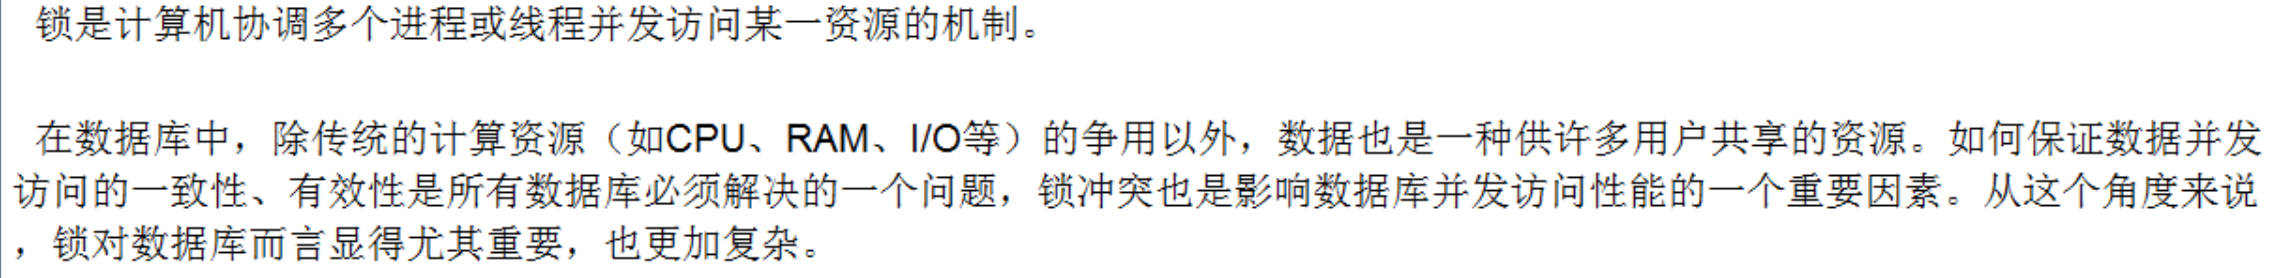 锁是计算机协调多个进程或线程并发访问某一资源的机制。
在数据库中，除传统的计算资源（如CPU、RAM、I/O等）的争用以外，数据也是一种供许多用户共享的资源。如何保证数据并发
访问的一致性、有效性是所有数据库必须解决的一个问题，锁冲突也是影响数据库并发访问性能的一个重要因素。从这个角度来说
，锁对数据库而言显得尤其重要，也更加复杂。